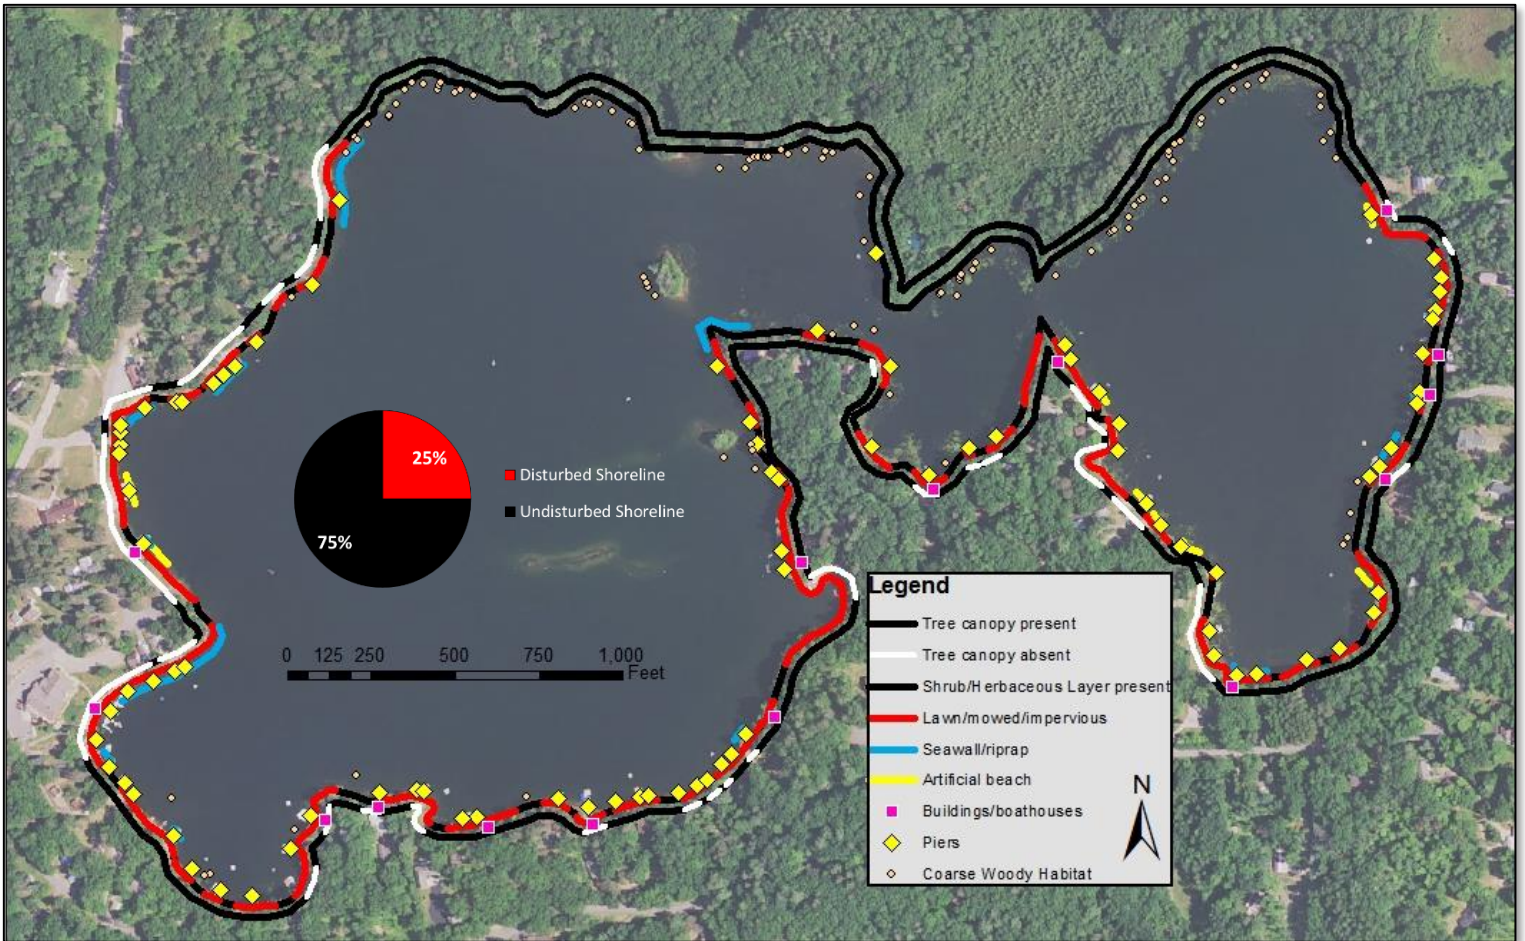 25%
75%
Disturbed Shoreline
Undisturbed Shoreline
0 125 250 500 750 1,000
Feet
Legend
Tree canopy present
Tree canopy absent
Shrub/Herbaceous Layer present
Lawn/mowed/impervious
Seawall/riprap
Artificial beach
Buildings/boathouses
Piers
Coarse Woody Habitat
N